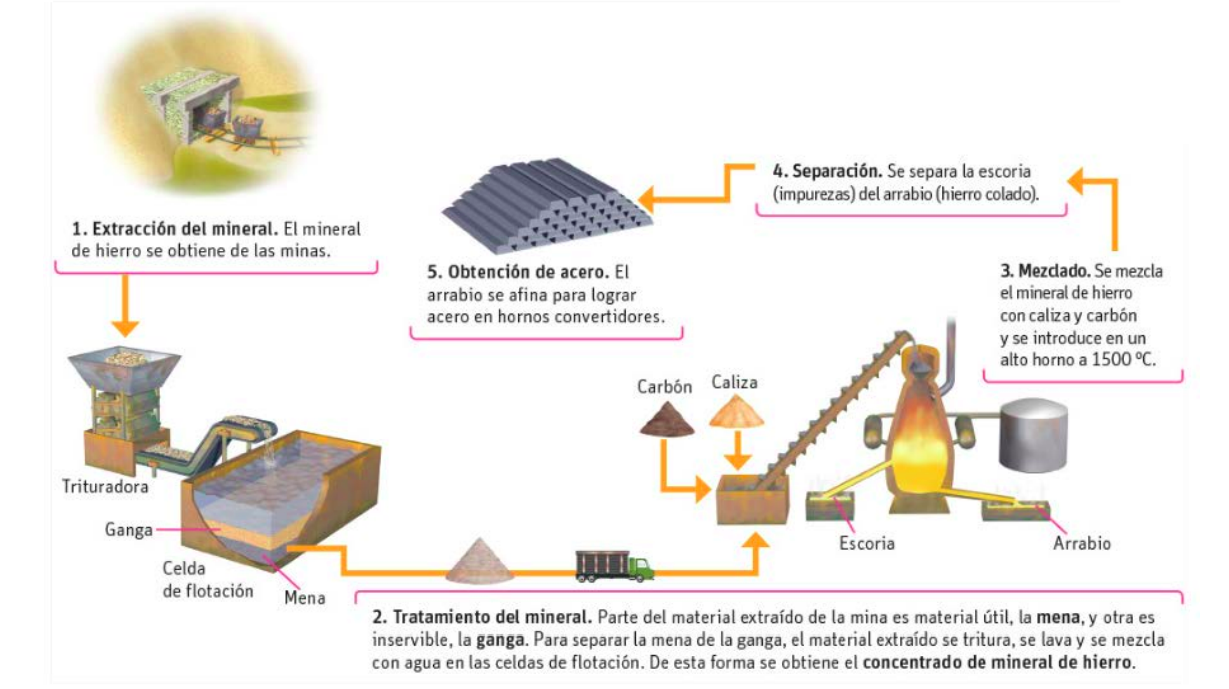 1. Extracción del mineral. El mineral
de hierro se obtiene de las minas.
Trituradora
Ganga
Celda
de flotación
Mena
2. Tratamiento del mineral. Parte del material extraído de la mina es material útil, la mena, y otra es
inservible, la ganga. Para separar la mena de la ganga, el material extraído se tritura, se lava y se mezcla
con agua en las celdas de flotación. De esta forma se obtiene el concentrado de mineral de hierro.
Carbón
Caliza
Escoria
Arrabio
3. Mezclado. Se mezcla
el mineral de hierro
con caliza y carbón
y se introduce en un
alto horno a 1500 ºC.
4. Separación. Se separa la escoria
(impurezas) del arrabio (hierro colado).
5. Obtención de acero. El
arrabio se afina para lograr
acero en hornos convertidores.